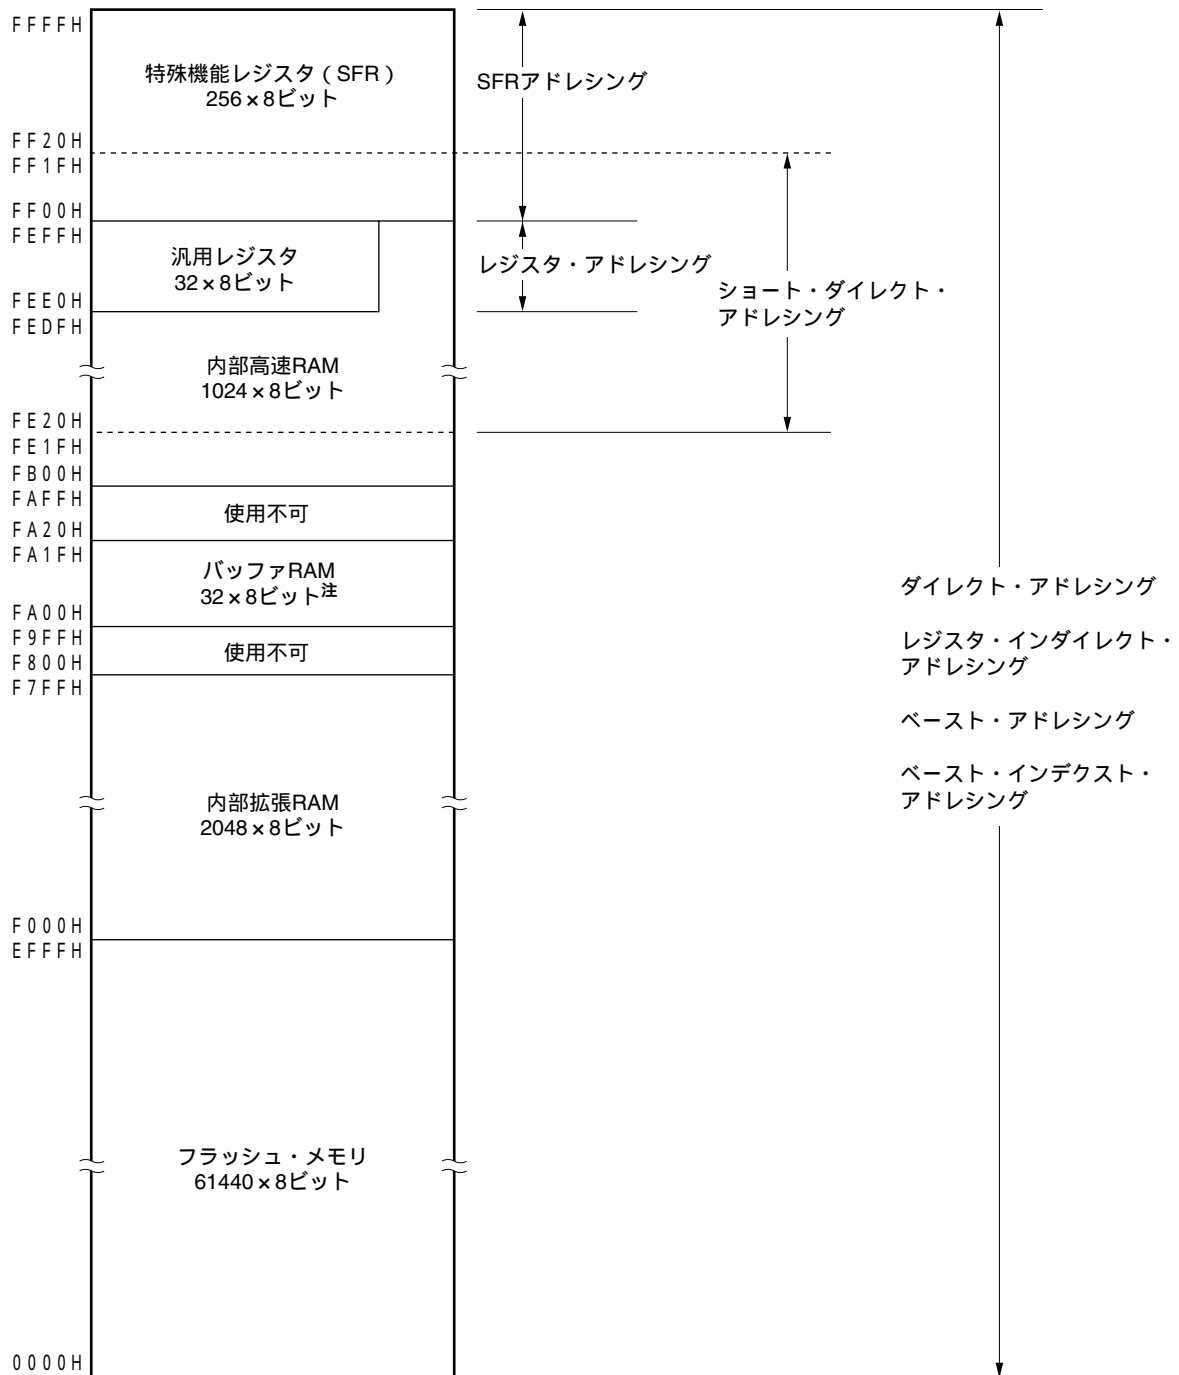 FFFFH
特殊機能レジスタ（SFR）
256×8ビット
SFRアドレシング
FF20H
FF1FH
FF00H
FEFFH
汎用レジスタ
32×8ビット
レジスタ・アドレシング
ショート・ダイレクト・
アドレシング
FEE0H
FEDFH
内部高速RAM
1024×8ビット
FE20H
FE1FH
FB00H
FAFFH
使用不可
FA20H
FA1FH
バッファRAM
32×8ビット注
FA00H
F9FFH
使用不可
F800H
F7FFH
ダイレクト・アドレシング
レジスタ・インダイレクト・
アドレシング
ベースト・アドレシング
ベースト・インデクスト・
アドレシング
内部拡張RAM
2048×8ビット
F000H
EFFFH
フラッシュ・メモリ
61440×8ビット
0000H